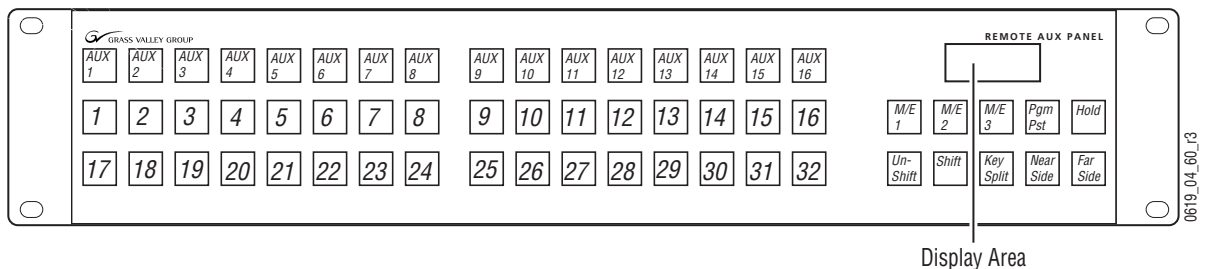 GRASS VALLEY GROUP
REMOTE AUX PANEL
AUX 1 AUX 2 AUX 3 AUX 4 AUX 5 AUX 6 AUX 7 AUX 8 AUX 9 AUX 10 AUX 11 AUX 12 AUX 13 AUX 14 AUX 15 AUX 16
1 2 3 4 5 6 7 8 9 10 11 12 13 14 15 16 M/E 1 M/E 2 M/E 3 Pgm Pst Hold
17 18 19 20 21 22 23 24 25 26 27 28 29 30 31 32 Un-Shift Shift Key Split Near Side Far Side
0619_04_60_r3
Display Area